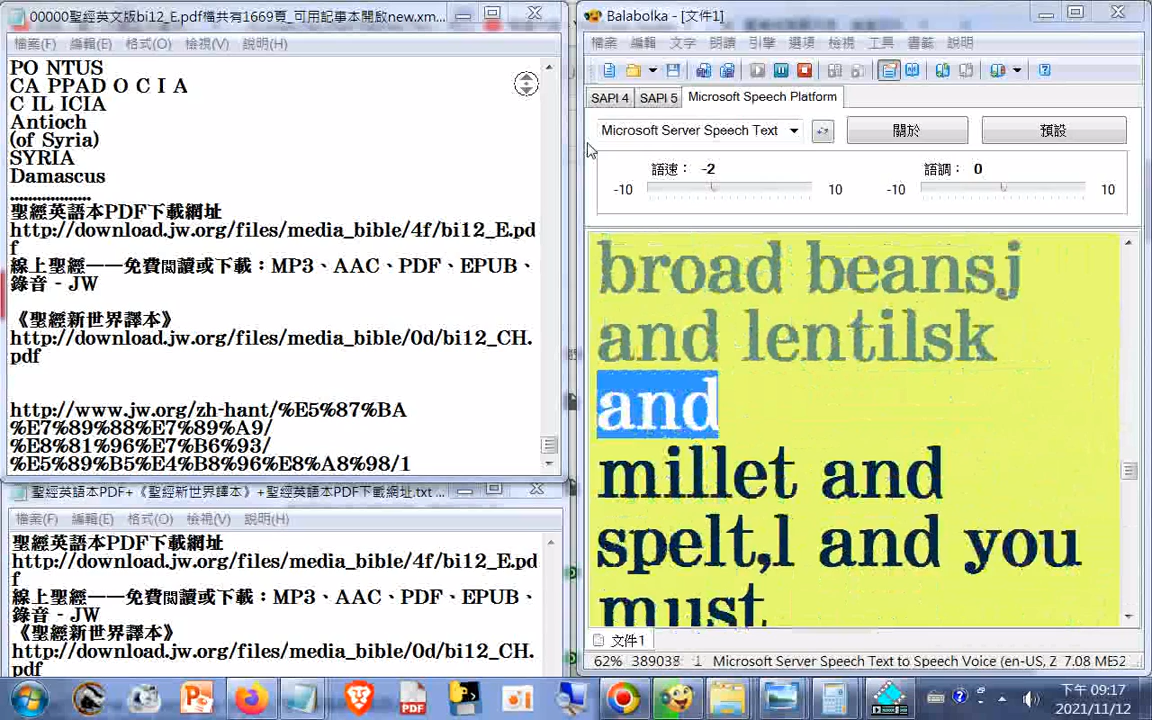 00000聖經英文版bi12_E.pdf檔共有1669頁_可用記事本開啟new.xm...
檔案(F) 編輯(E) 格式(O) 檢視(V) 說明(H)
PO NTUS
CA PPAD O C I A
C IL ICIA
Antioch
(of Syria)
SYRIA
Damascus
..................
聖經英語本PDF下載網址
http://download.jw.org/files/media_bible/4f/bi12_E.pd
f
線上聖經——免費閱讀或下載：MP3、AAC、PDF、EPUB、
錄音 - JW
《聖經新世界譯本》
http://download.jw.org/files/media_bible/0d/bi12_CH.
pdf
http://www.jw.org/zh-hant/%E5%87%BA
%E7%89%88%E7%89%A9/
%E8%81%96%E7%B6%93/
%E5%89%B5%E4%B8%96%E8%A8%98/1
聖經英語本PDF+《聖經新世界譯本》+聖經英語本PDF下載網址.txt ...
檔案(F) 編輯(E) 格式(O) 檢視(V) 說明(H)
聖經英語本PDF下載網址
http://download.jw.org/files/media_bible/4f/bi12_E.pd
f
線上聖經——免費閱讀或下載：MP3、AAC、PDF、EPUB、
錄音 - JW
《聖經新世界譯本》
http://download.jw.org/files/media_bible/0d/bi12_CH.
pdf
Balabolka - [文件1]
檔案 編輯 文字 朗讀 引擎 選項 檢視 工具 書籤 說明
SAPI 4 SAPI 5 Microsoft Speech Platform
Microsoft Server Speech Text 關於 預設
語速： -2 語調： 0
-10 10 -10 10
broad beansj
and lentilsk
and
millet and
spelt,l and you
must
文件1
62% 389038 1 Microsoft Server Speech Text to Speech Voice (en-US, Z 7.08 ME52
下午 09:17
2021/11/12